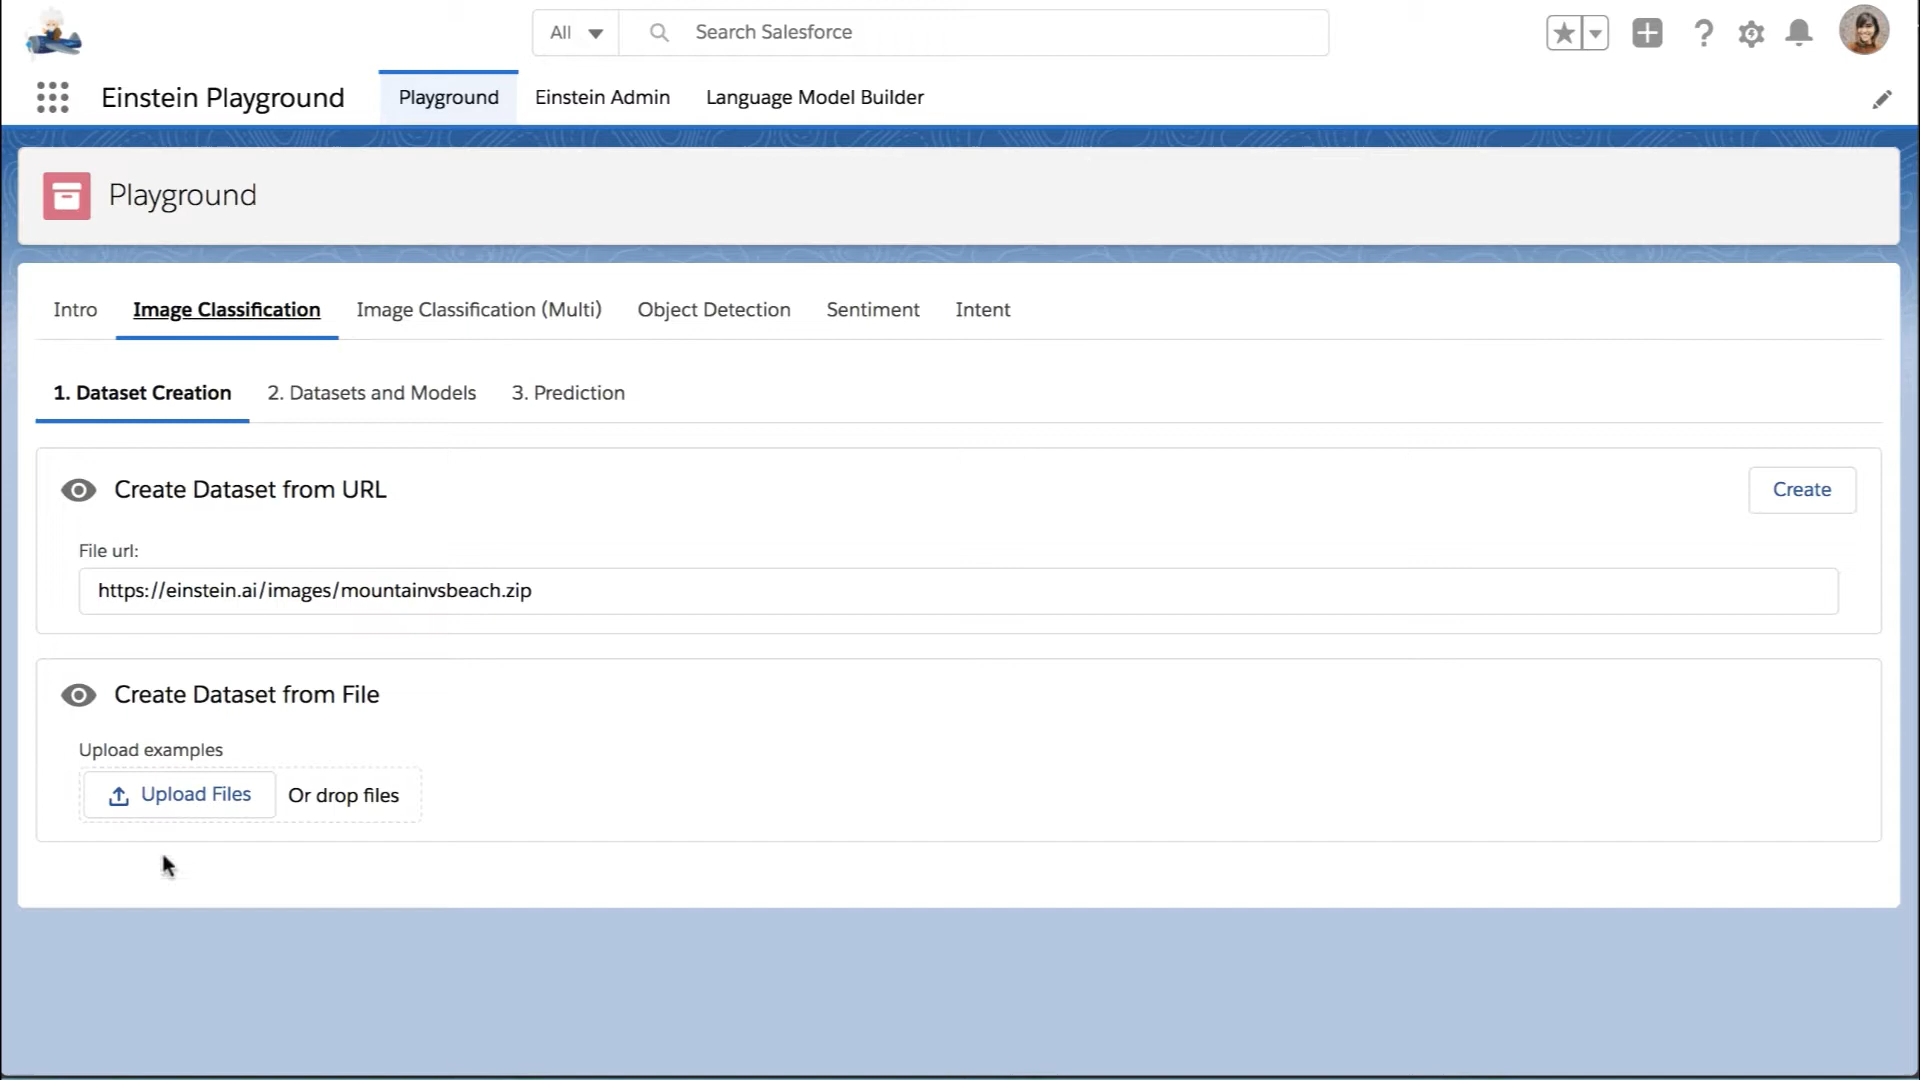 All
Search Salesforce
Einstein Playground
Playground
Einstein Admin
Language Model Builder
Playground
Intro
Image Classification
Image Classification (Multi)
Object Detection
Sentiment
Intent
1. Dataset Creation
2. Datasets and Models
3. Prediction
Create Dataset from URL
Create
File url:
https://einstein.ai/images/mountainvsbeach.zip
Create Dataset from File
Upload examples
Upload Files
Or drop files